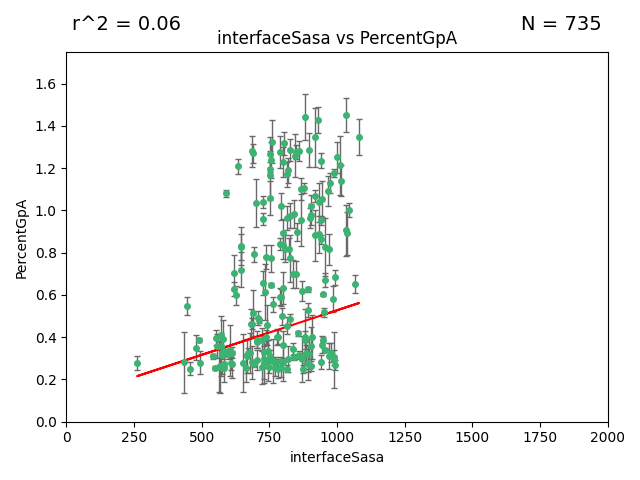 r^2 = 0.06
N = 735
interfaceSasa vs PercentGpA
PercentGpA
1.6
1.4
1.2
1.0
0.8
0.6
0.4
0.2
0.0
0 250 500 750 1000 1250 1500 1750 2000
interfaceSasa